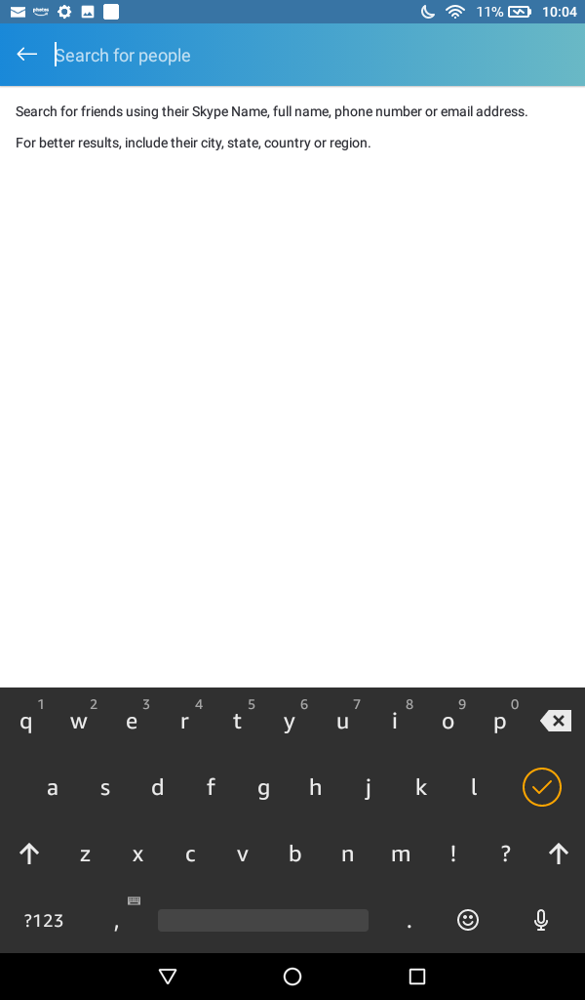 photos
11%
10:04
Search for people
Search for friends using their Skype Name, full name, phone number or email address.
For better results, include their city, state, country or region.
1 2 3 4 5 6 7 8 9 0
q w e r t y u i o p
a s d f g h j k l
z x c v b n m ! ?
?123 , .